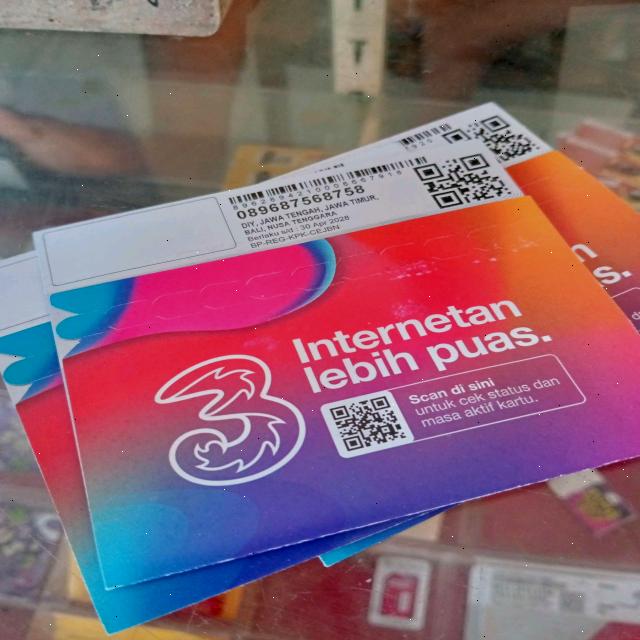 089687568758
DIY, JAWA TENGAH, JAWA TIMUR,
BALI, NUSA TENGGARA
Berlaku s/d : 30 Apr 2028
BP-REG-KPK-CEJBN
3
Internetan
lebih puas.
Scan di sini
untuk cek status dan
masa aktif kartu.